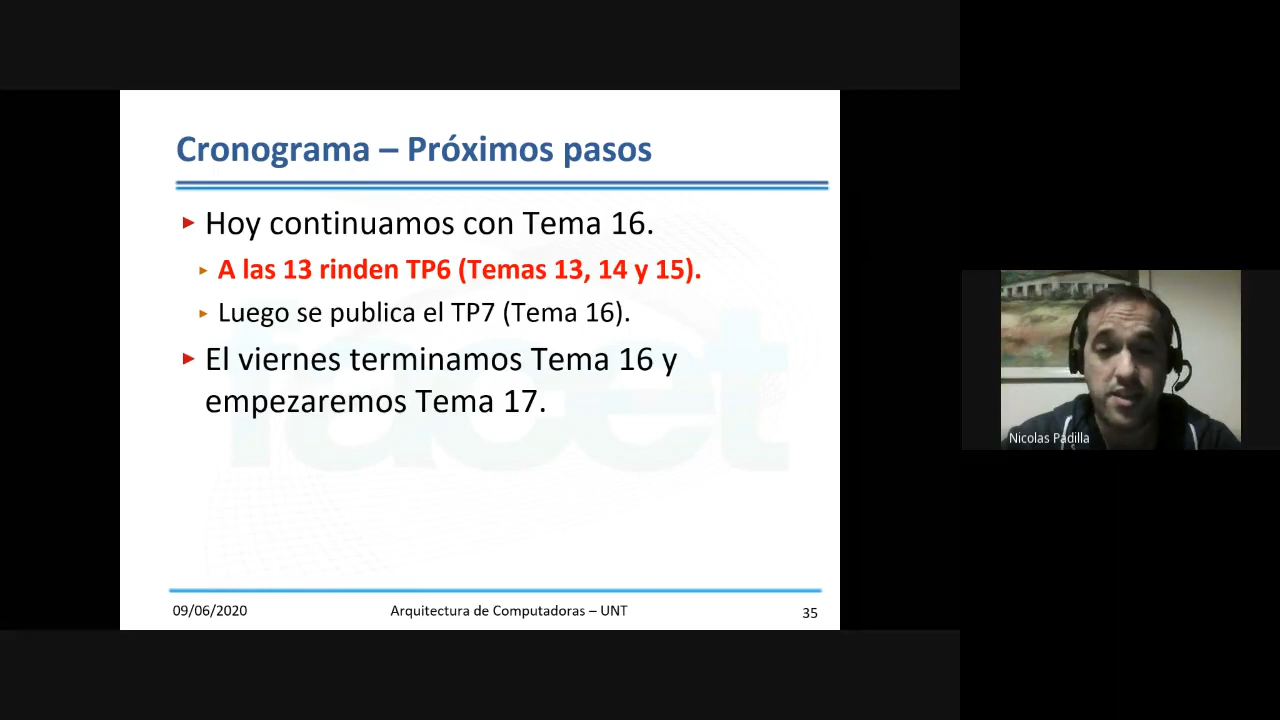 Cronograma – Próximos pasos
Hoy continuamos con Tema 16.
A las 13 rinden TP6 (Temas 13, 14 y 15).
Luego se publica el TP7 (Tema 16).
El viernes terminamos Tema 16 y
empezaremos Tema 17.
facet
09/06/2020
Arquitectura de Computadoras – UNT
35
Nicolas Padilla